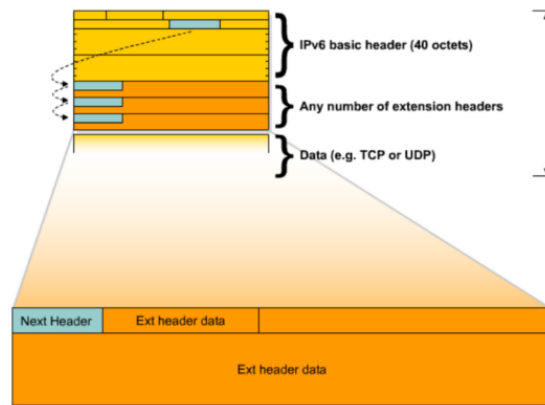 IPv6 basic header (40 octets)
Any number of extension headers
Data (e.g. TCP or UDP)
Next Header
Ext header data
Ext header data